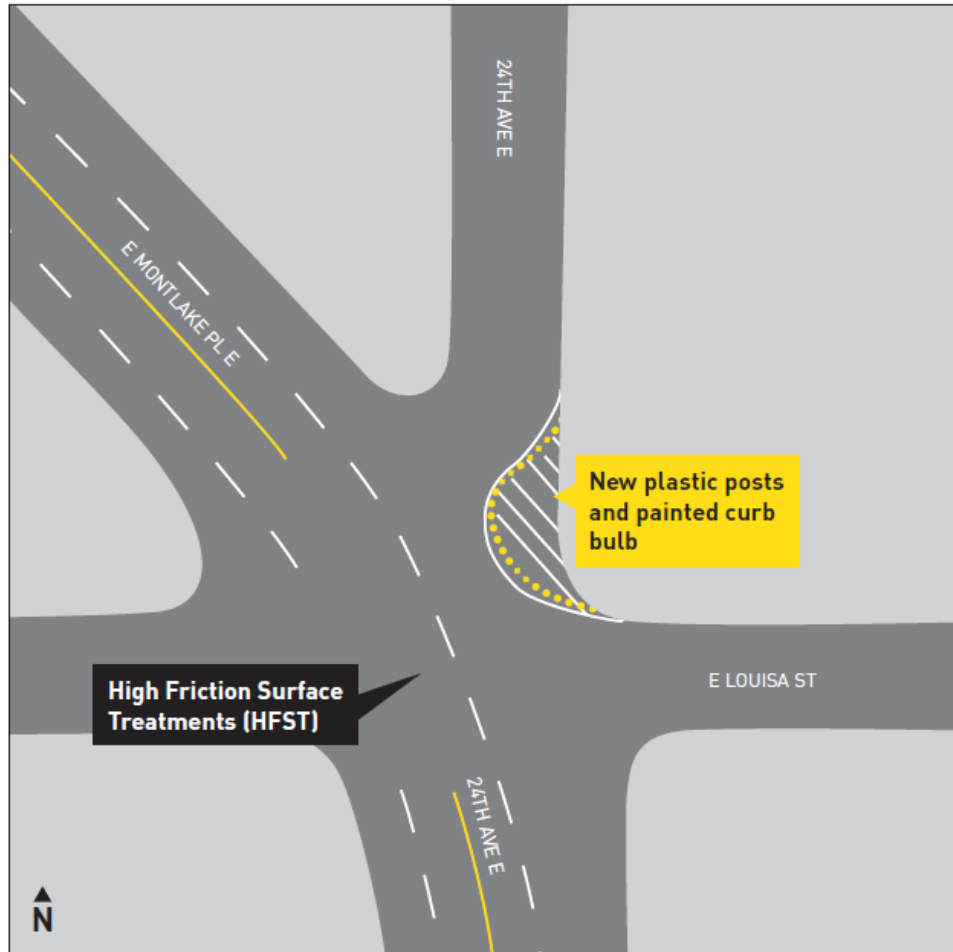 24TH AVE E
E MONTLAKE PL E
New plastic posts
and painted curb
bulb
High Friction Surface
Treatments (HFST)
E LOUISA ST
24TH AVE E
N